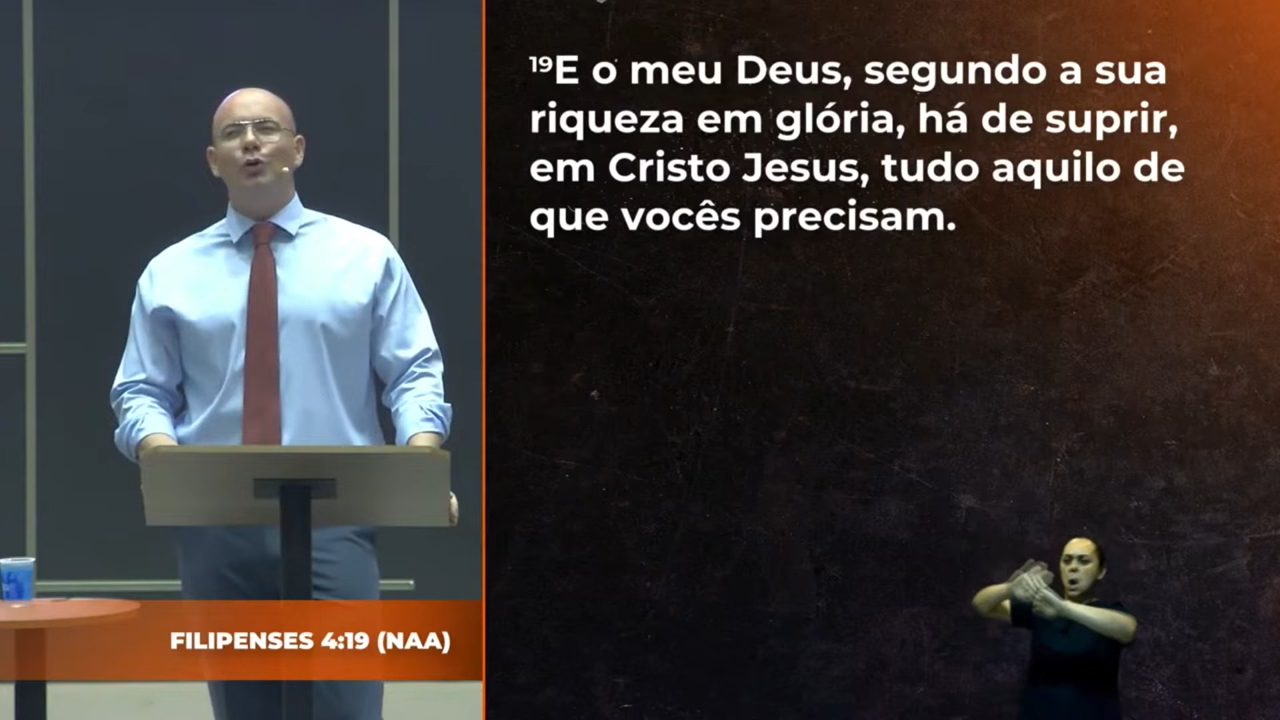 ¹⁹E o meu Deus, segundo a sua
riqueza em glória, há de suprir,
em Cristo Jesus, tudo aquilo de
que vocês precisam.
FILIPENSES 4:19 (NAA)